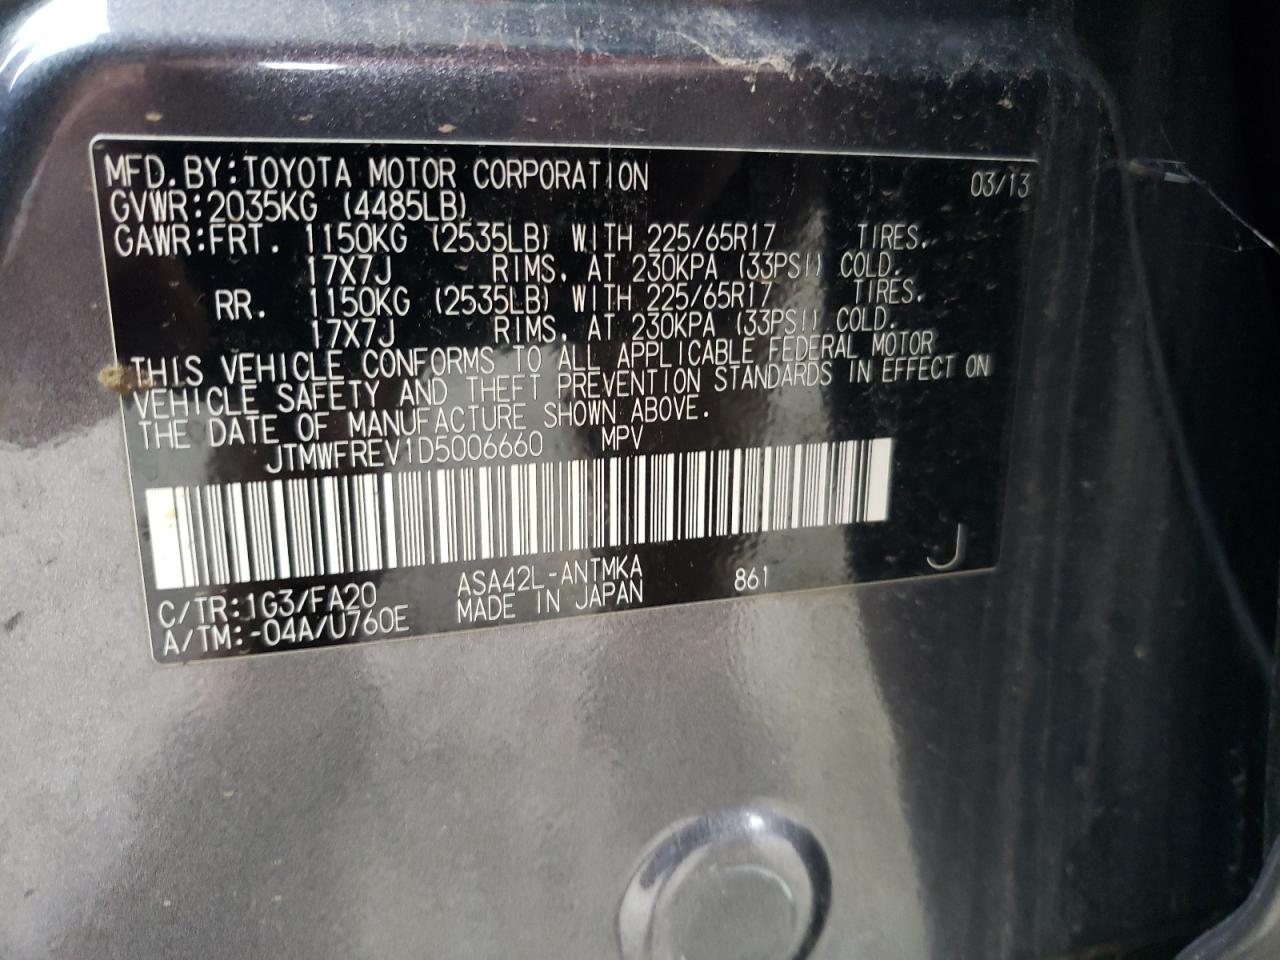 MFD.BY:TOYOTA MOTOR CORPORATION 03/13
GVWR:2035KG (4485LB)
GAWR:FRT. 1150KG (2535LB) WITH 225/65R17 TIRES,
17X7J RIMS, AT 230KPA (33PSI) COLD.
RR. 1150KG (2535LB) WITH 225/65R17 TIRES,
17X7J RIMS, AT 230KPA (33PSI) COLD.
THIS VEHICLE CONFORMS TO ALL APPLICABLE FEDERAL MOTOR
VEHICLE SAFETY AND THEFT PREVENTION STANDARDS IN EFFECT ON
THE DATE OF MANUFACTURE SHOWN ABOVE.
JTMWFREV1D5006660 MPV
C/TR:1G3/FA20 ASA42L-ANTMKA 861 J
A/TM:-04A/U760E MADE IN JAPAN